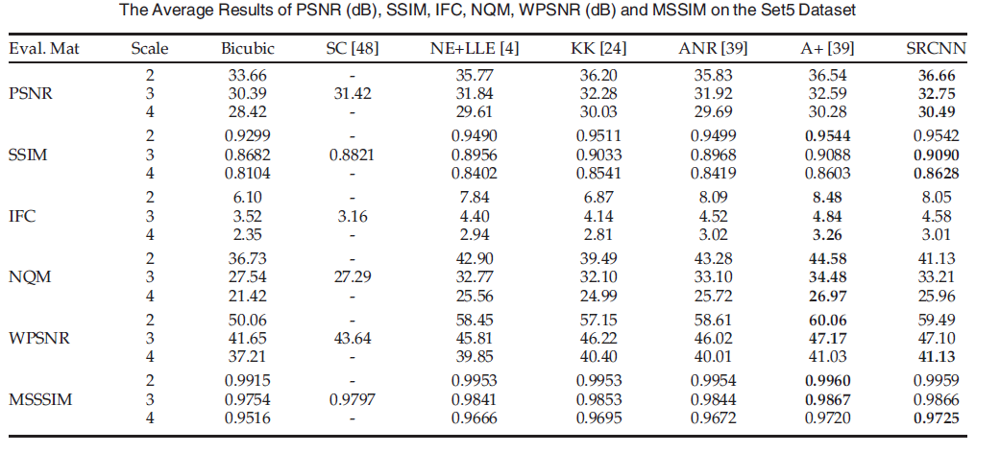 The Average Results of PSNR (dB), SSIM, IFC, NQM, WPSNR (dB) and MSSIM on the Set5 Dataset
Eval. Mat Scale Bicubic SC [48] NE+LLE [4] KK [24] ANR [39] A+ [39] SRCNN
2 33.66 - 35.77 36.20 35.83 36.54 36.66
PSNR 3 30.39 31.42 31.84 32.28 31.92 32.59 32.75
4 28.42 - 29.61 30.03 29.69 30.28 30.49
2 0.9299 - 0.9490 0.9511 0.9499 0.9544 0.9542
SSIM 3 0.8682 0.8821 0.8956 0.9033 0.8968 0.9088 0.9090
4 0.8104 - 0.8402 0.8541 0.8419 0.8603 0.8628
2 6.10 - 7.84 6.87 8.09 8.48 8.05
IFC 3 3.52 3.16 4.40 4.14 4.52 4.84 4.58
4 2.35 - 2.94 2.81 3.02 3.26 3.01
2 36.73 - 42.90 39.49 43.28 44.58 41.13
NQM 3 27.54 27.29 32.77 32.10 33.10 34.48 33.21
4 21.42 - 25.56 24.99 25.72 26.97 25.96
2 50.06 - 58.45 57.15 58.61 60.06 59.49
WPSNR 3 41.65 43.64 45.81 46.22 46.02 47.17 47.10
4 37.21 - 39.85 40.40 40.01 41.03 41.13
2 0.9915 - 0.9953 0.9953 0.9954 0.9960 0.9959
MSSSIM 3 0.9754 0.9797 0.9841 0.9853 0.9844 0.9867 0.9866
4 0.9516 - 0.9666 0.9695 0.9672 0.9720 0.9725